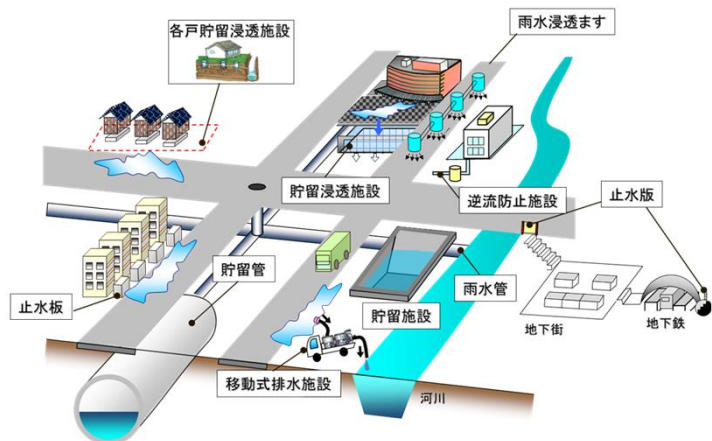 各戸貯留浸透施設
雨水浸透ます
貯留浸透施設
逆流防止施設
止水版
止水板
貯留管
雨水管
貯留施設
地下街
地下鉄
移動式排水施設
河川